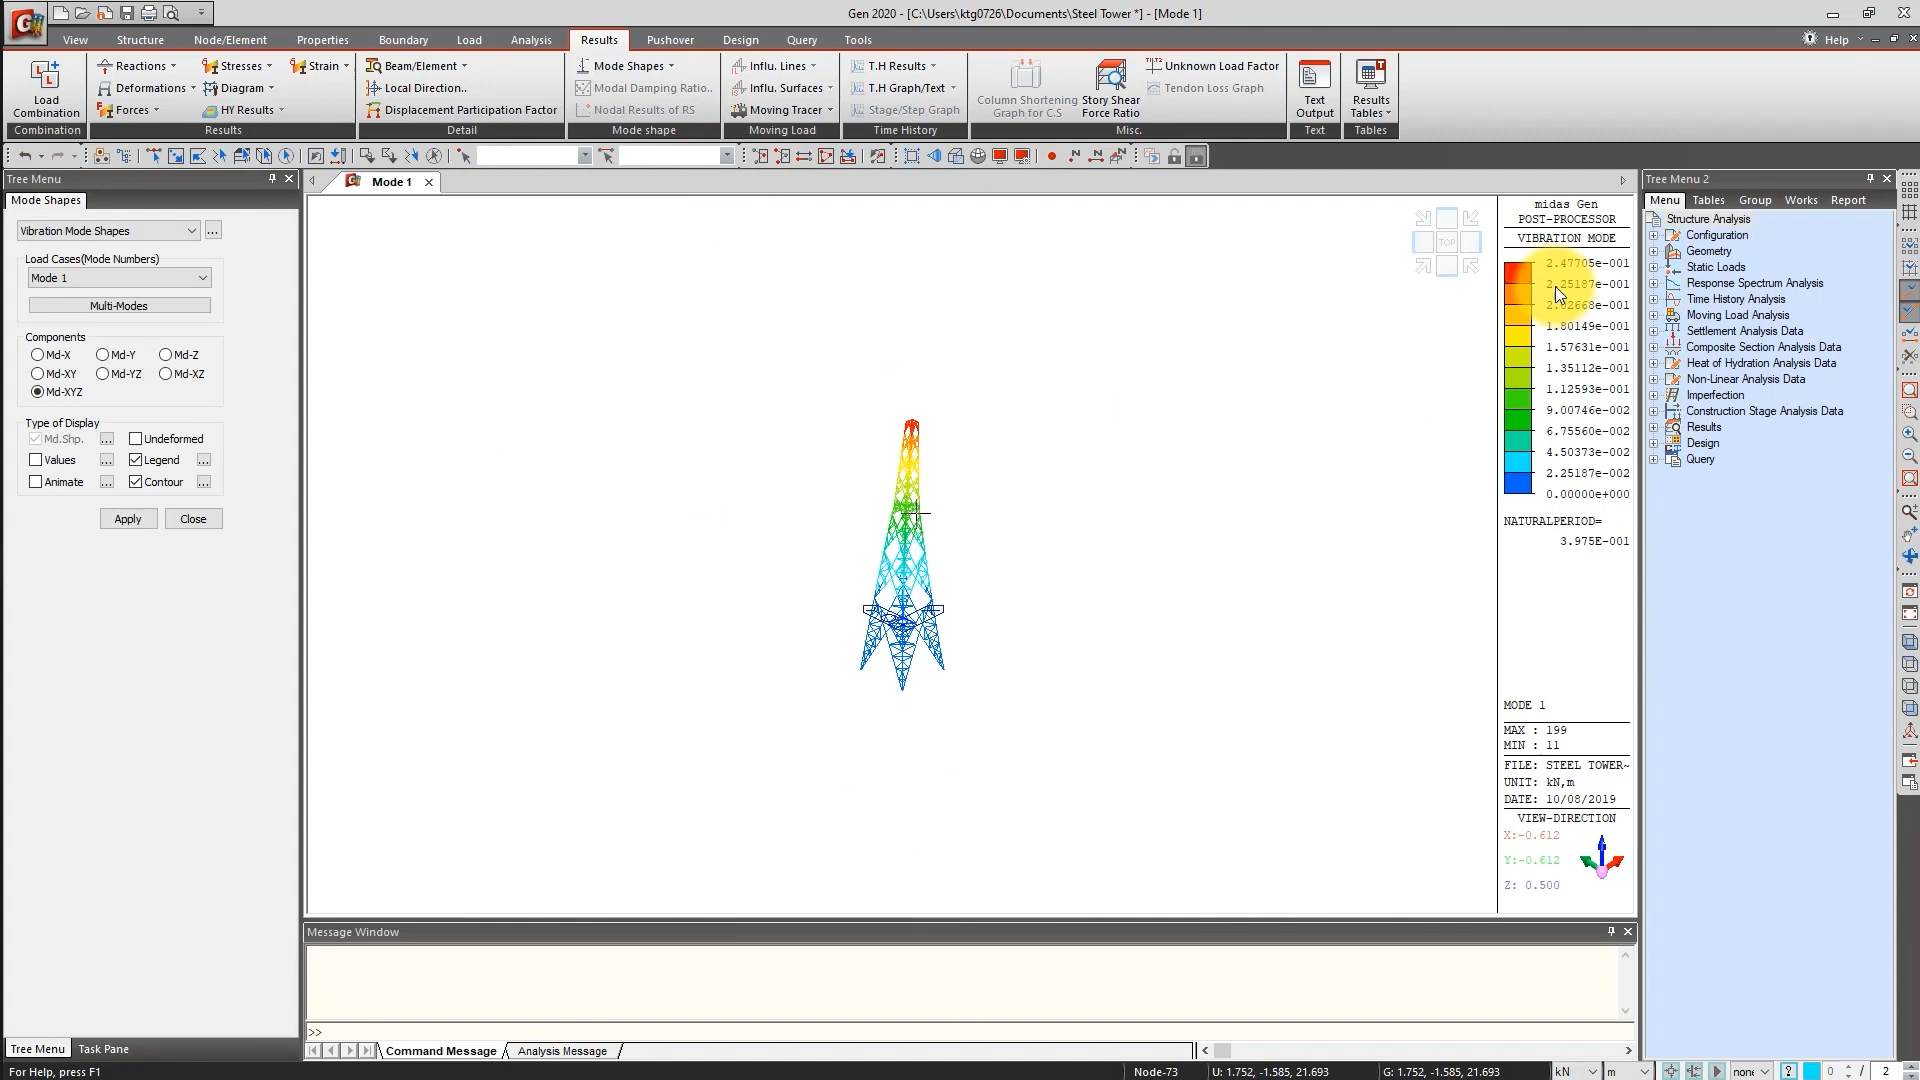 Gen 2020 - [C:\Users\ktg0726\Documents\Steel Tower *] - [Mode 1]
View Structure Node/Element Properties Boundary Load Analysis Results Pushover Design Query Tools Help
Reactions Stresses Strain Beam/Element Mode Shapes Influ. Lines T.H Results Unknown Load Factor
Deformations Diagram Local Direction.. Modal Damping Ratio.. Influ. Surfaces T.H Graph/Text Tendon Loss Graph
Forces HY Results Displacement Participation Factor Nodal Results of RS Moving Tracer Stage/Step Graph
Load Combination
Column Shortening Graph for C.S
Story Shear Force Ratio
Text Output
Results Tables
Combination Results Detail Mode shape Moving Load Time History Misc. Text Tables
Tree Menu
Mode Shapes
Vibration Mode Shapes ...
Load Cases(Mode Numbers)
Mode 1
Multi-Modes
Components
Md-X Md-Y Md-Z
Md-XY Md-YZ Md-XZ
Md-XYZ
Type of Display
Md.Shp. ... Undeformed
Values ... Legend ...
Animate ... Contour ...
Apply Close
Tree Menu Task Pane
Mode 1
TOP
midas Gen
POST-PROCESSOR
VIBRATION MODE
2.47705e-001
2.25187e-001
2.02668e-001
1.80149e-001
1.57631e-001
1.35112e-001
1.12593e-001
9.00746e-002
6.75560e-002
4.50373e-002
2.25187e-002
0.00000e+000
NATURALPERIOD=
3.975E-001
MODE 1
MAX : 199
MIN : 11
FILE: STEEL TOWER~
UNIT: kN,m
DATE: 10/08/2019
VIEW-DIRECTION
X:-0.612
Y:-0.612
Z: 0.500
Message Window
>>
Command Message Analysis Message
Tree Menu 2
Menu Tables Group Works Report
Structure Analysis
Configuration
Geometry
Static Loads
Response Spectrum Analysis
Time History Analysis
Moving Load Analysis
Settlement Analysis Data
Composite Section Analysis Data
Heat of Hydration Analysis Data
Non-Linear Analysis Data
Imperfection
Construction Stage Analysis Data
Results
Design
Query
For Help, press F1
Node-73 U: 1.752, -1.585, 21.693 G: 1.752, -1.585, 21.693 kN m none ? 0 / 2